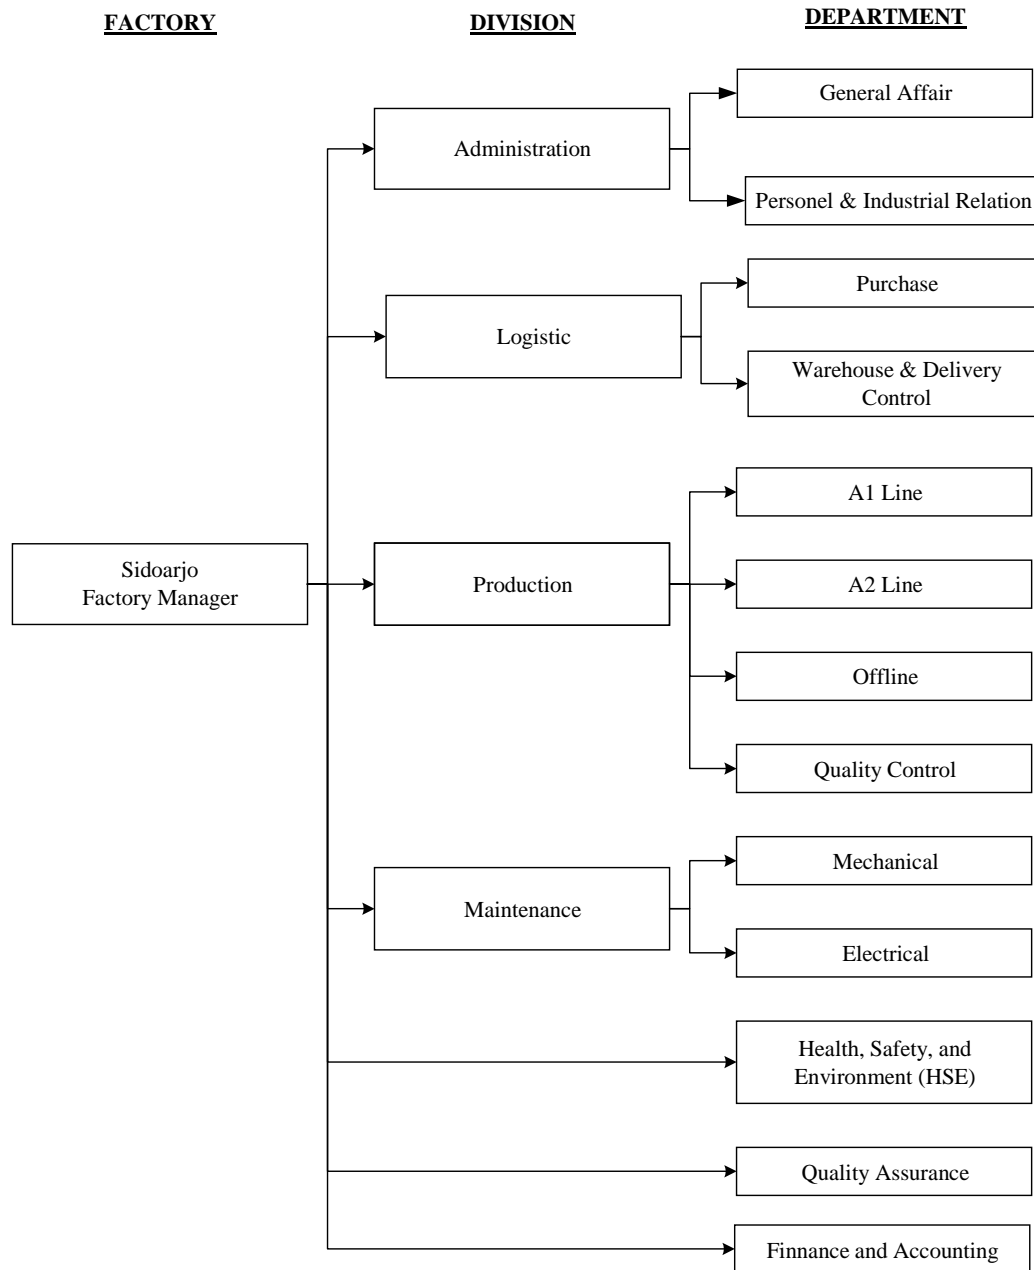 FACTORY
DIVISION
DEPARTMENT
General Affair
Administration
Personel & Industrial Relation
Purchase
Logistic
Warehouse & Delivery
Control
A1 Line
Sidoarjo
Factory Manager
Production
A2 Line
Offline
Quality Control
Mechanical
Maintenance
Electrical
Health, Safety, and
Environment (HSE)
Quality Assurance
Finnance and Accounting